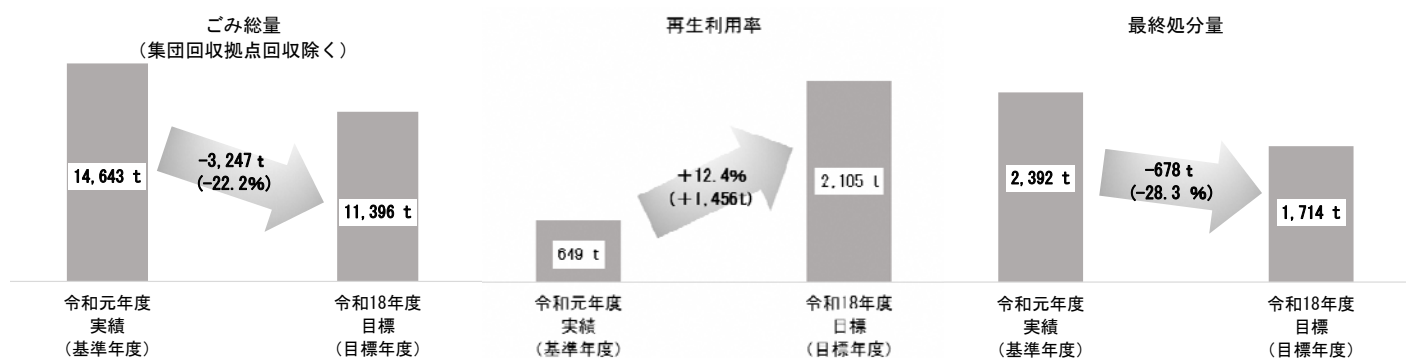 ごみ総量
（集団回収拠点回収除く）
14,643 t
-3,247 t
(-22.2%)
11,396 t
令和元年度
実績
（基準年度）
令和18年度
目標
（目標年度）
再生利用率
649 t
+12.4%
(+1,456t)
2,105 t
令和元年度
実績
（基準年度）
令和18年度
目標
（目標年度）
最終処分量
2,392 t
-678 t
(-28.3 %)
1,714 t
令和元年度
実績
（基準年度）
令和18年度
目標
（目標年度）